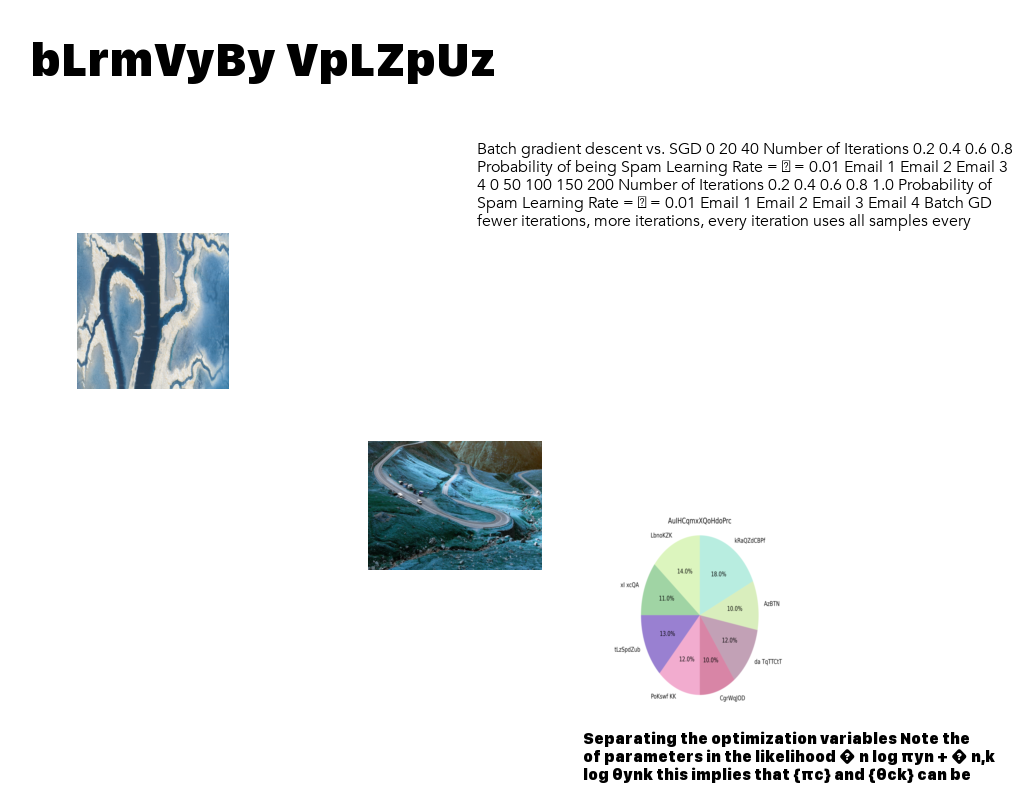 bLrmVyBy VpLZpUz
Batch gradient descent vs. SGD 0 20 40 Number of Iterations 0.2 0.4 0.6 0.8
Probability of being Spam Learning Rate = = 0.01 Email 1 Email 2 Email 3
4 0 50 100 150 200 Number of Iterations 0.2 0.4 0.6 0.8 1.0 Probability of
Spam Learning Rate = = 0.01 Email 1 Email 2 Email 3 Email 4 Batch GD
fewer iterations, more iterations, every iteration uses all samples every
AuIHCqmxXQoHdoPrc
LbnoKZK
kRaQZdCBPf
14.0%
18.0%
xl xcQA
11.0%
10.0%
AzBTN
13.0%
12.0%
tLzSpdZub
da TqTTCtT
12.0%
10.0%
PoKswf KK
CgrWqJOD
Separating the optimization variables Note the
of parameters in the likelihood � n log πyn + � n,k
log θynk this implies that {πc} and {θck} can be